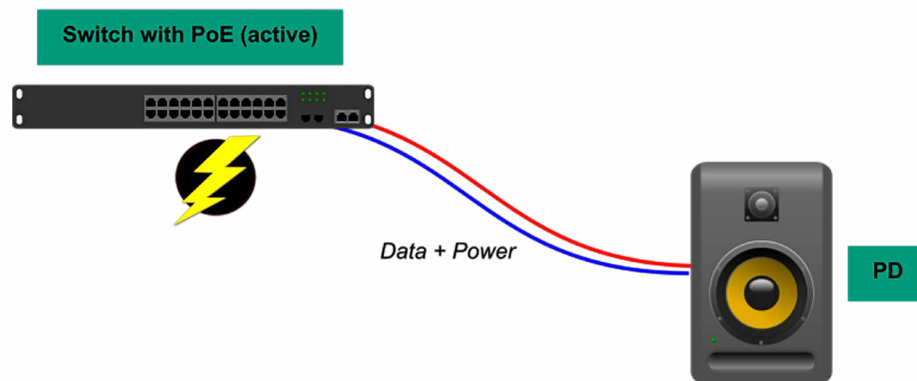 Switch with PoE (active)
Data + Power
PD